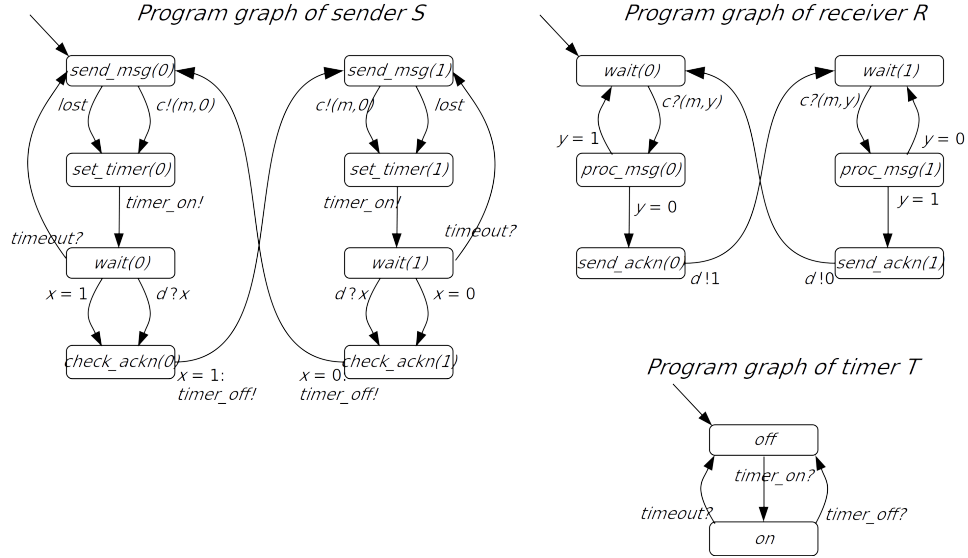 Program graph of sender S
send_msg(0)
send_msg(1)
lost
c!(m,0)
c!(m,0)
lost
set_timer(0)
set_timer(1)
timer_on!
timer_on!
timeout?
timeout?
wait(0)
wait(1)
x = 1
d?x
d?x
x = 0
check_ackn(0)
check_ackn(1)
x = 1:
timer_off!
x = 0:
timer_off!
Program graph of receiver R
wait(0)
wait(1)
c?(m,y)
c?(m,y)
y = 1
y = 0
proc_msg(0)
proc_msg(1)
y = 0
y = 1
send_ackn(0)
send_ackn(1)
d!1
d!0
Program graph of timer T
off
timer_on?
timeout?
timer_off?
on